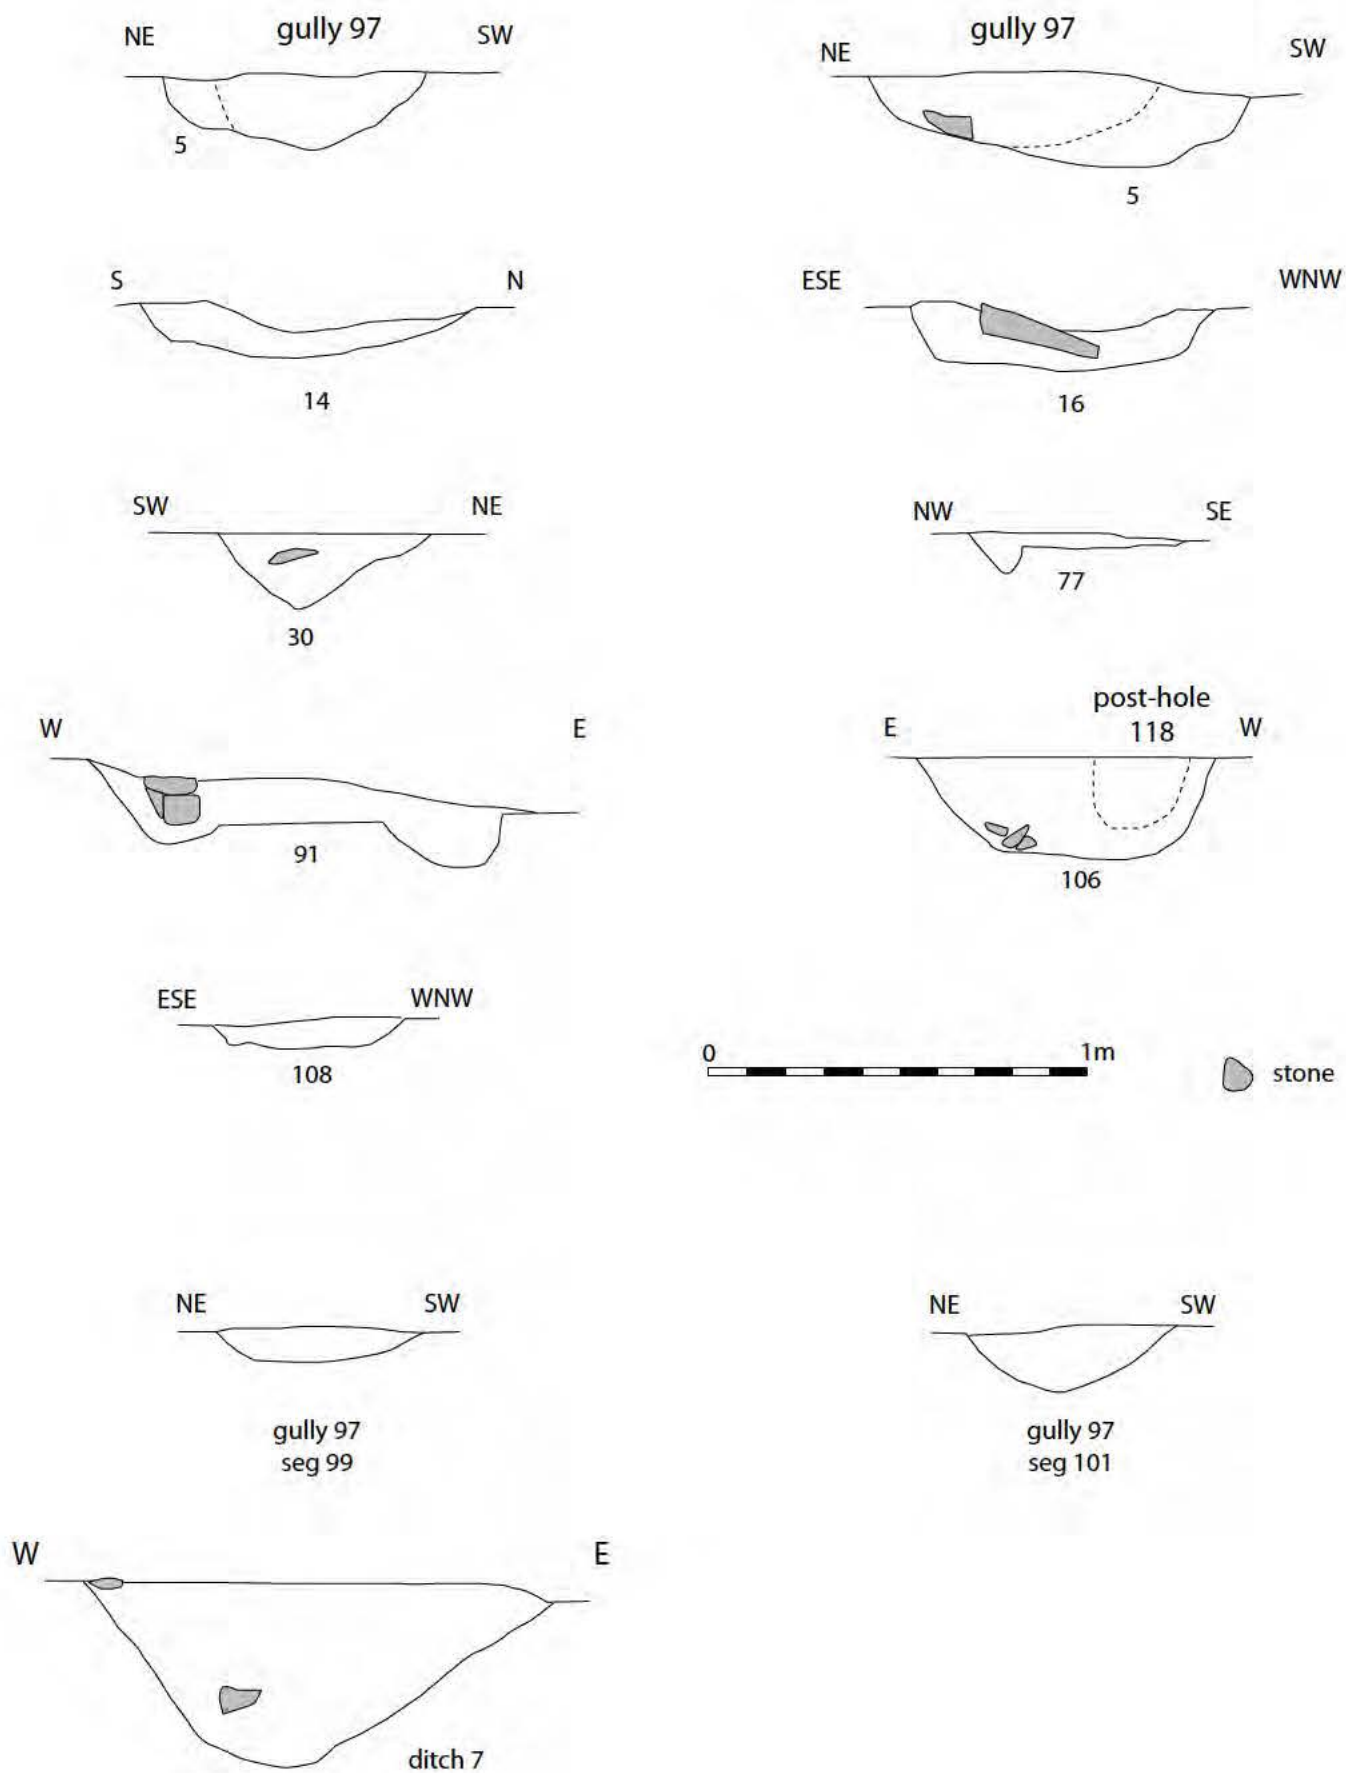 gully 97
NE SW
5
gully 97
NE SW
5
S N
14
ESE WNW
16
SW NE
30
NW SE
77
W E
91
post-hole
118
E W
106
ESE WNW
108
0 1m
stone
NE SW
gully 97
seg 99
NE SW
gully 97
seg 101
W E
ditch 7